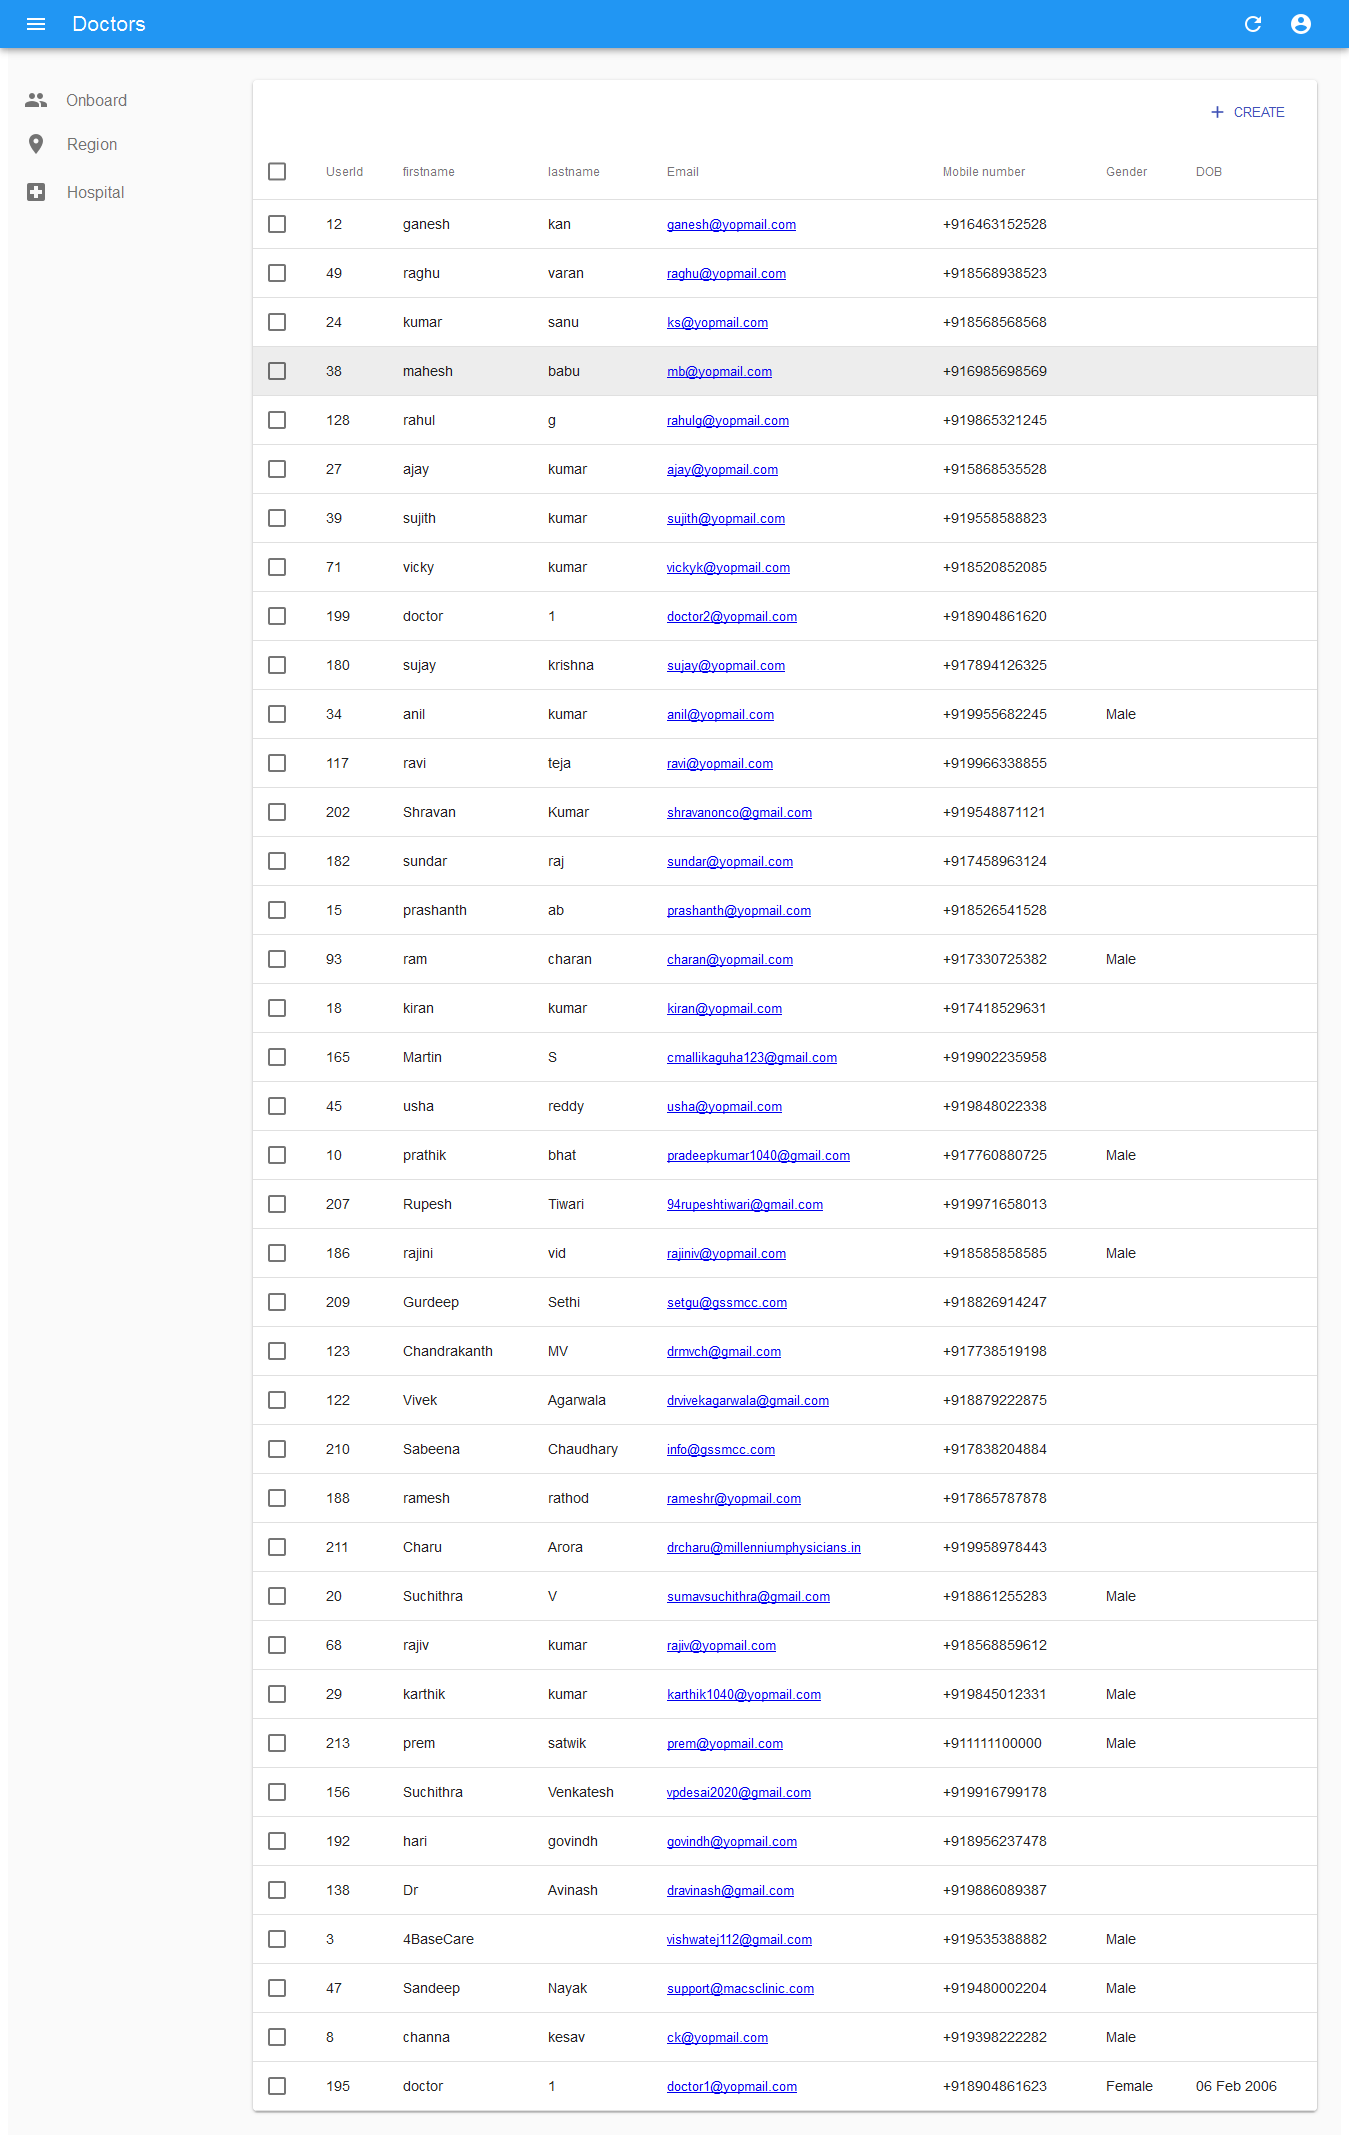 Doctors
Onboard
Region
Hospital
CREATE
UserId firstname lastname Email Mobile number Gender DOB
12 ganesh kan ganesh@yopmail.com +916463152528
49 raghu varan raghu@yopmail.com +918568938523
24 kumar sanu ks@yopmail.com +918568568568
38 mahesh babu mb@yopmail.com +916985698569
128 rahul g rahulg@yopmail.com +919865321245
27 ajay kumar ajay@yopmail.com +915868535528
39 sujith kumar sujith@yopmail.com +919558588823
71 vicky kumar vickyk@yopmail.com +918520852085
199 doctor 1 doctor2@yopmail.com +918904861620
180 sujay krishna sujay@yopmail.com +917894126325
34 anil kumar anil@yopmail.com +919955682245 Male
117 ravi teja ravi@yopmail.com +919966338855
202 Shravan Kumar shravanonco@gmail.com +919548871121
182 sundar raj sundar@yopmail.com +917458963124
15 prashanth ab prashanth@yopmail.com +918526541528
93 ram charan charan@yopmail.com +917330725382 Male
18 kiran kumar kiran@yopmail.com +917418529631
165 Martin S cmallikaguha123@gmail.com +919902235958
45 usha reddy usha@yopmail.com +919848022338
10 prathik bhat pradeepkumar1040@gmail.com +917760880725 Male
207 Rupesh Tiwari 94rupeshtiwari@gmail.com +919971658013
186 rajini vid rajiniv@yopmail.com +918585858585 Male
209 Gurdeep Sethi setgu@gssmcc.com +918826914247
123 Chandrakanth MV drmvch@gmail.com +917738519198
122 Vivek Agarwala drvivekagarwala@gmail.com +918879222875
210 Sabeena Chaudhary info@gssmcc.com +917838204884
188 ramesh rathod rameshr@yopmail.com +917865787878
211 Charu Arora drcharu@millenniumphysicians.in +919958978443
20 Suchithra V sumavsuchithra@gmail.com +918861255283 Male
68 rajiv kumar rajiv@yopmail.com +918568859612
29 karthik kumar karthik1040@yopmail.com +919845012331 Male
213 prem satwik prem@yopmail.com +911111100000 Male
156 Suchithra Venkatesh vpdesai2020@gmail.com +919916799178
192 hari govindh govindh@yopmail.com +918956237478
138 Dr Avinash dravinash@gmail.com +919886089387
3 4BaseCare vishwatej112@gmail.com +919535388882 Male
47 Sandeep Nayak support@macsclinic.com +919480002204 Male
8 channa kesav ck@yopmail.com +919398222282 Male
195 doctor 1 doctor1@yopmail.com +918904861623 Female 06 Feb 2006